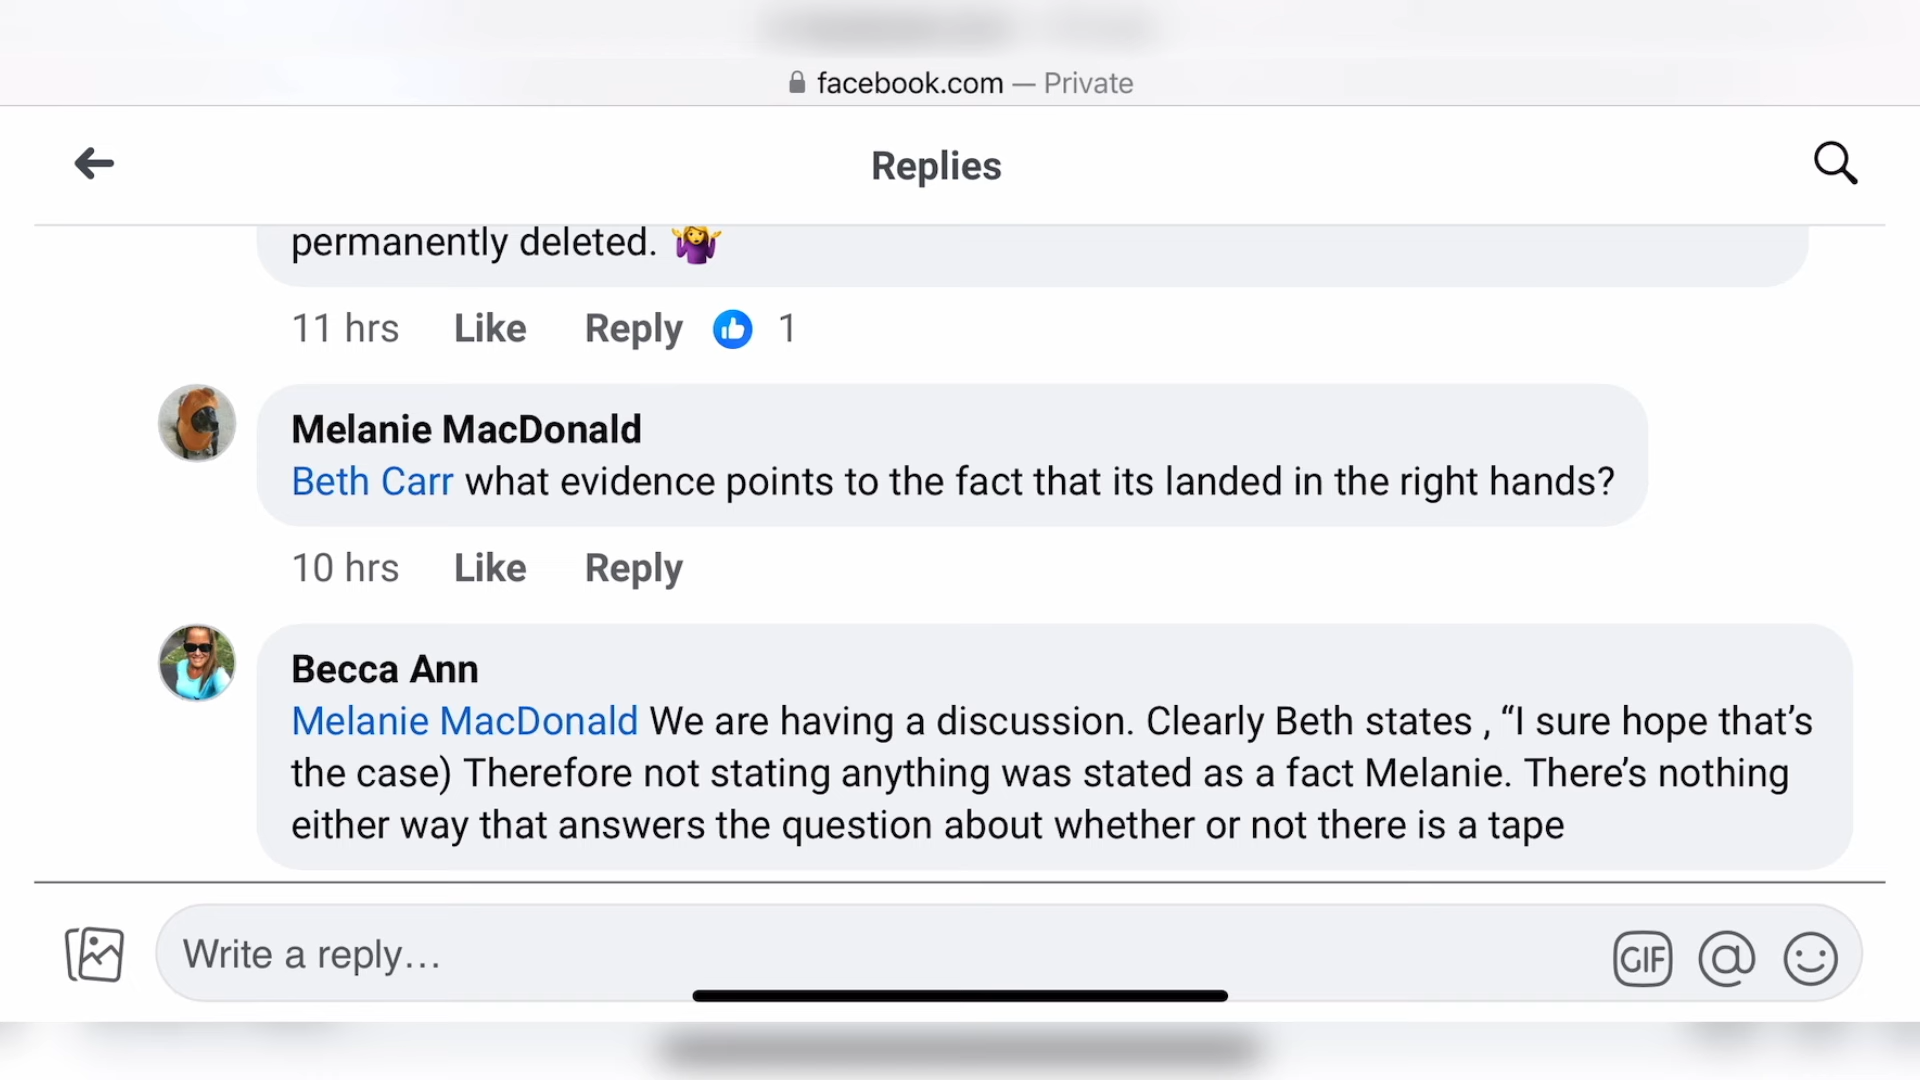 facebook.com — Private
Replies
permanently deleted. 🤷‍♀️
11 hrs Like Reply 1
Melanie MacDonald
Beth Carr what evidence points to the fact that its landed in the right hands?
10 hrs Like Reply
Becca Ann
Melanie MacDonald We are having a discussion. Clearly Beth states , “I sure hope that’s
the case) Therefore not stating anything was stated as a fact Melanie. There’s nothing
either way that answers the question about whether or not there is a tape
Write a reply... GIF @